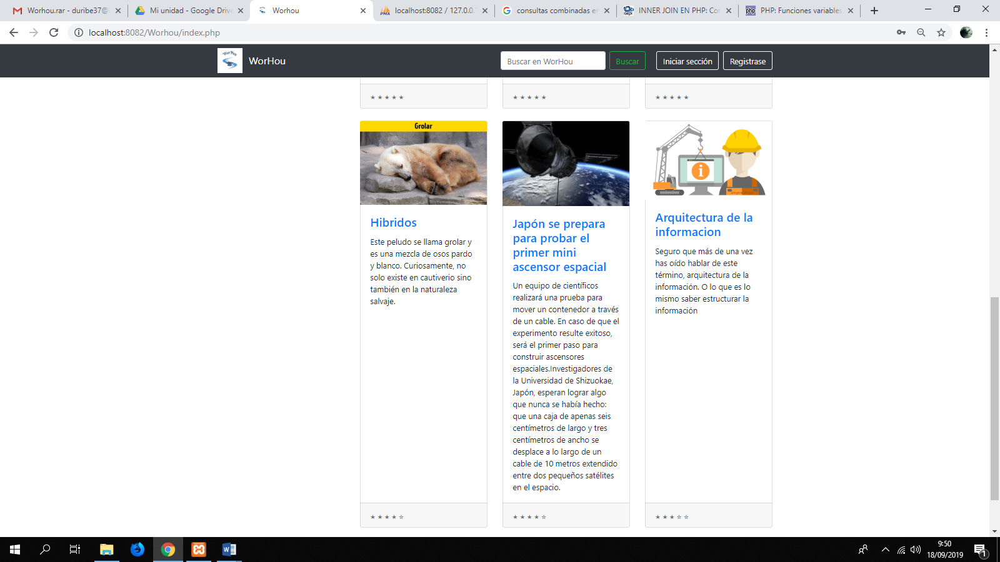 Worhou.rar - duribe37@
Mi unidad - Google Drive
Worhou
localhost:8082 / 127.0.0.1
consultas combinadas en
INNER JOIN EN PHP: Con
PHP: Funciones variables
localhost:8082/Worhou/index.php
WorHou
WorHou
Buscar en WorHou
Buscar
Iniciar sección
Registrase
★ ★ ★ ★ ★
★ ★ ★ ★ ★
★ ★ ★ ★ ★
Grolar
Hibridos
Este peludo se llama grolar y
es una mezcla de osos pardo
y blanco. Curiosamente, no
solo existe en cautiverio sino
también en la naturaleza
salvaje.
★ ★ ★ ★ ☆
Japón se prepara
para probar el
primer mini
ascensor espacial
Un equipo de científicos
realizará una prueba para
mover un contenedor a través
de un cable. En caso de que el
experimento resulte exitoso,
será el primer paso para
construir ascensores
espaciales.Investigadores de
la Universidad de Shizuokae,
Japón, esperan lograr algo
que nunca se había hecho:
que una caja de apenas seis
centímetros de largo y tres
centímetros de ancho se
desplace a lo largo de un
cable de 10 metros extendido
entre dos pequeños satélites
en el espacio.
★ ★ ★ ★ ☆
Arquitectura de la
informacion
Seguro que más de una vez
has oído hablar de este
término, arquitectura de la
información. O lo que es lo
mismo saber estructurar la
información
★ ★ ★ ☆ ☆
9:50
18/09/2019
1